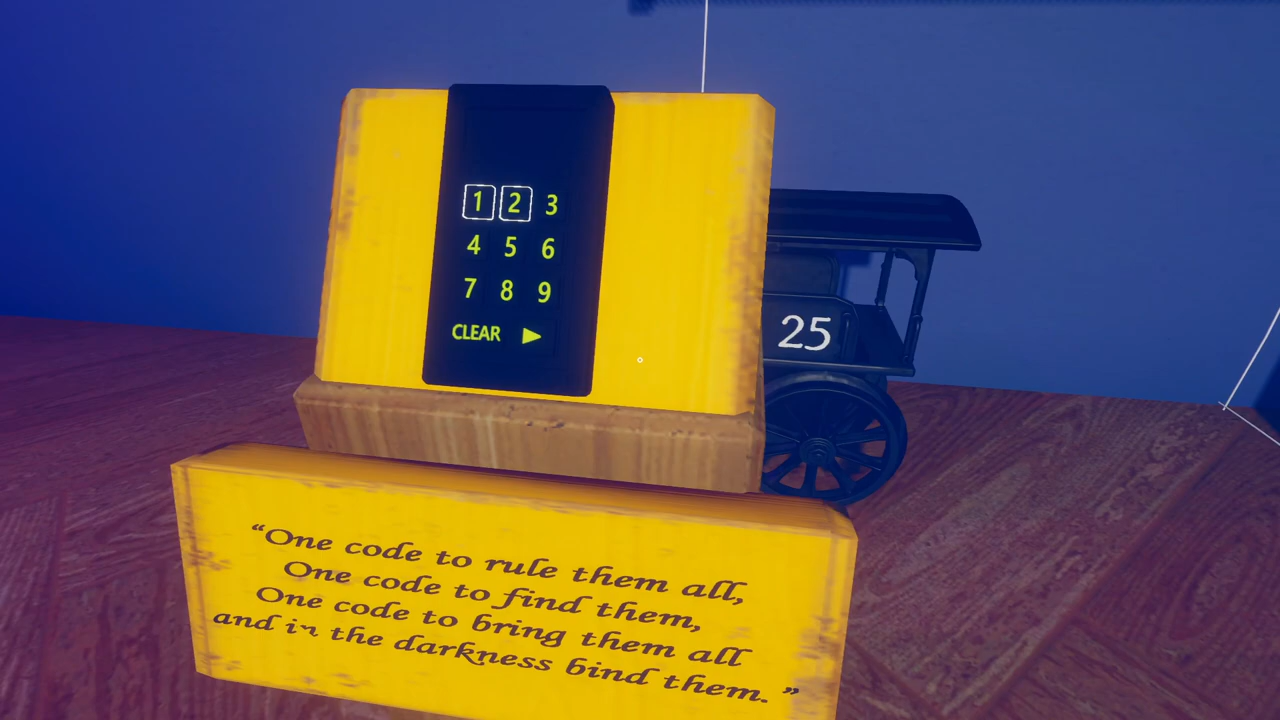 1 2 3
4 5 6
7 8 9
CLEAR ▶
25
“One code to rule them all,
One code to find them,
One code to bring them all
and in the darkness bind them.”